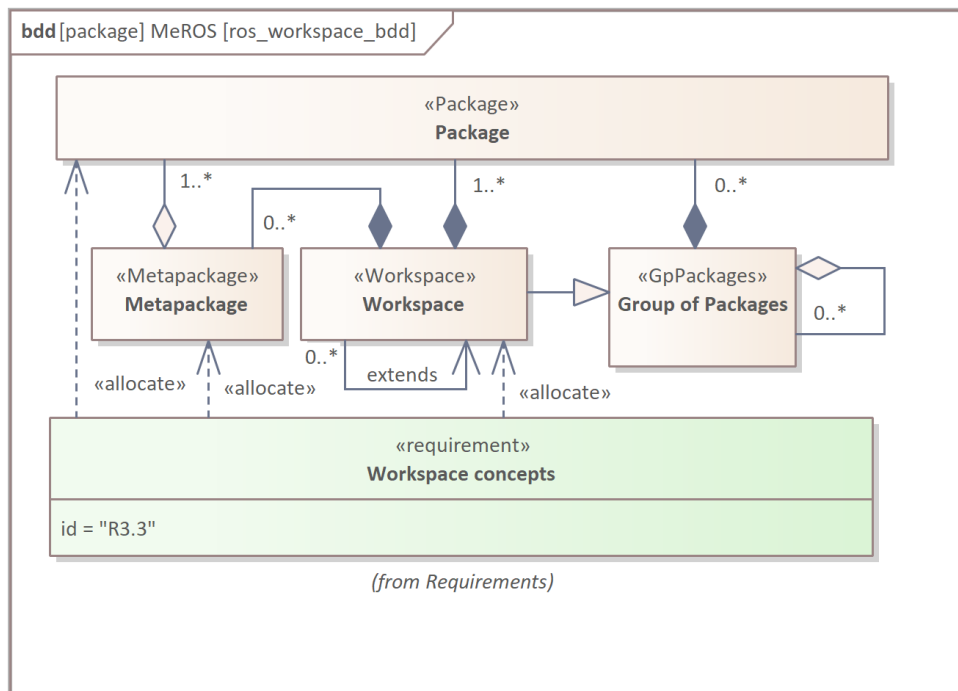 bdd [package] MeROS [ros_workspace_bdd]
«Package»
Package
1..*
0..*
1..*
0..*
«Metapackage»
Metapackage
«Workspace»
Workspace
«GpPackages»
Group of Packages
0..*
0..*
extends
«allocate»
«allocate»
«allocate»
«requirement»
Workspace concepts
id = "R3.3"
(from Requirements)